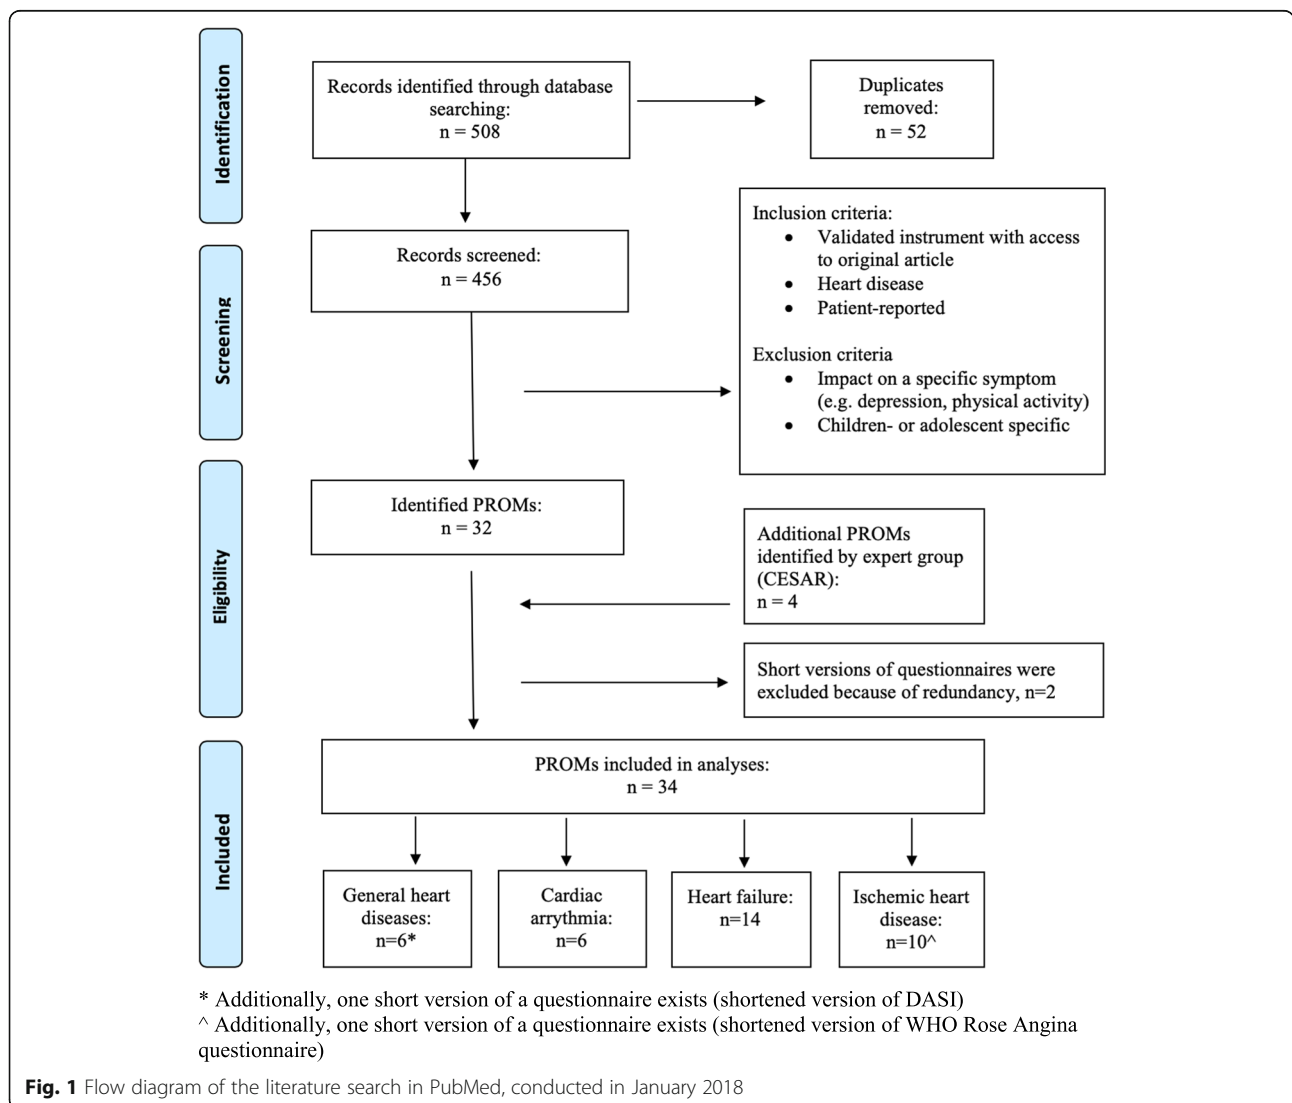 Identification
Records identified through database
searching:
n = 508
Duplicates
removed:
n = 52
Screening
Records screened:
n = 456
Inclusion criteria:
• Validated instrument with access
to original article
• Heart disease
• Patient-reported
Exclusion criteria
• Impact on a specific symptom
(e.g. depression, physical activity)
• Children- or adolescent specific
Eligibility
Identified PROMs:
n = 32
Additional PROMs
identified by expert group
(CESAR):
n = 4
Short versions of questionnaires were
excluded because of redundancy, n=2
Included
PROMs included in analyses:
n = 34
General heart
diseases:
n=6*
Cardiac
arrythmia:
n=6
Heart failure:
n=14
Ischemic heart
disease:
n=10^
* Additionally, one short version of a questionnaire exists (shortened version of DASI)
^ Additionally, one short version of a questionnaire exists (shortened version of WHO Rose Angina
questionnaire)
Fig. 1 Flow diagram of the literature search in PubMed, conducted in January 2018